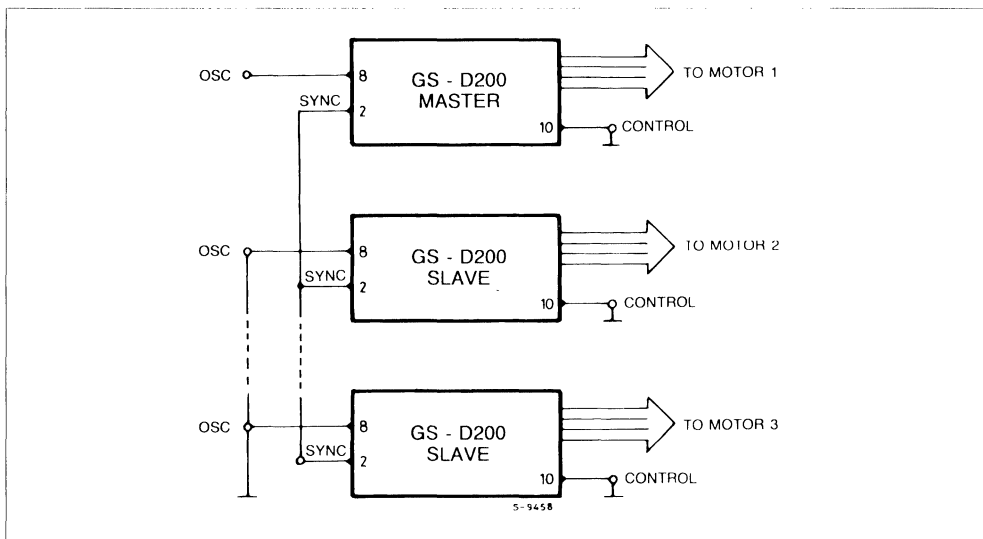 OSC
8
GS - D200
MASTER
TO MOTOR 1
SYNC
2
10
CONTROL
OSC
8
GS - D200
SLAVE
TO MOTOR 2
SYNC
2
10
CONTROL
OSC
8
GS - D200
SLAVE
TO MOTOR 3
SYNC
2
10
CONTROL
5-9458